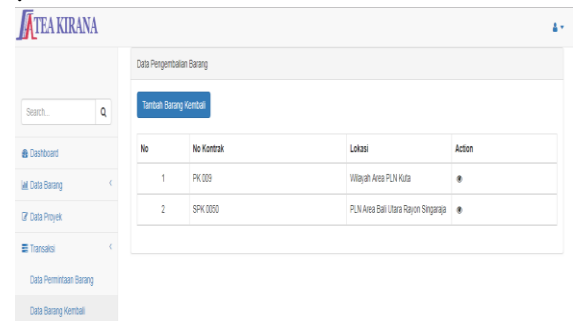 TEA KIRANA
Data Pengembalian Barang
Search...
Tambah Barang Kembali
No No Kontrak Lokasi Action
1 PK 009 Wilayah Area PLN Kuta
2 SPK 0050 PLN Area Bali Utara Rayon Singaraja
Dashboard
Data Barang
Data Proyek
Transaksi
Data Permintaan Barang
Data Barang Kembali